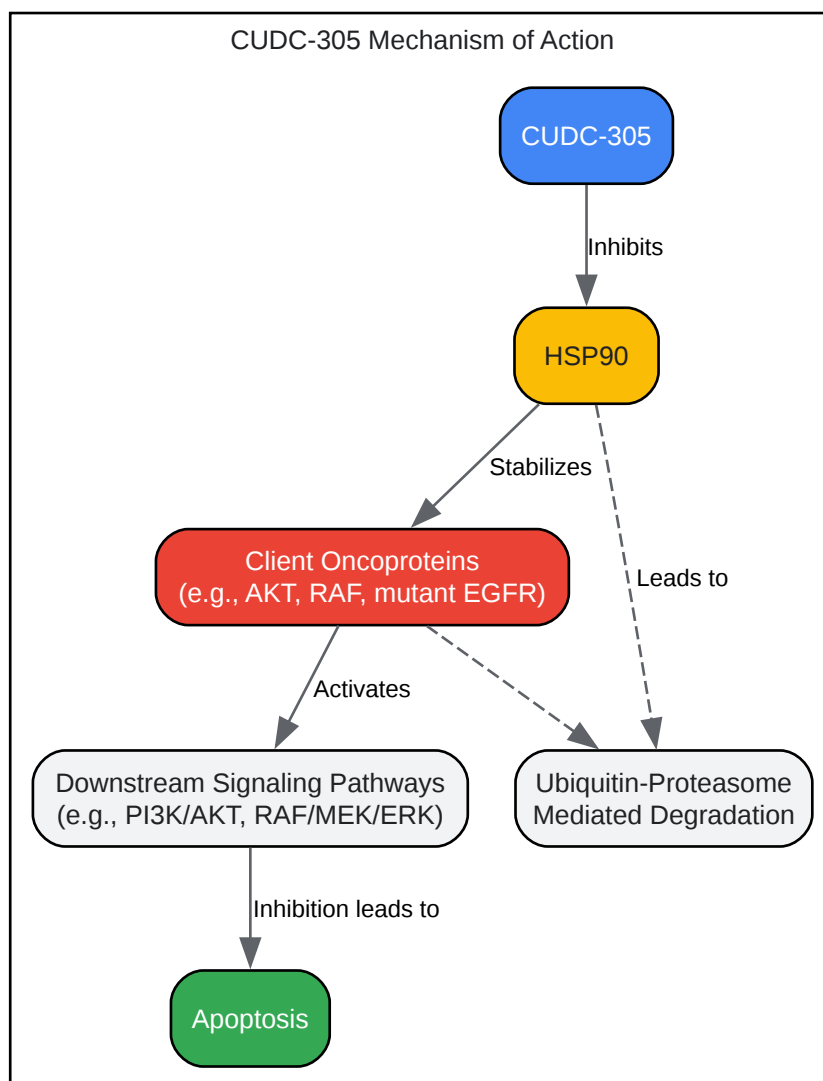 CUDC-305 Mechanism of Action
CUDC-305
Inhibits
HSP90
Stabilizes
Client Oncoproteins
(e.g., AKT, RAF, mutant EGFR)
Leads to
Activates
Downstream Signaling Pathways
(e.g., PI3K/AKT, RAF/MEK/ERK)
Ubiquitin-Proteasome
Mediated Degradation
Inhibition leads to
Apoptosis